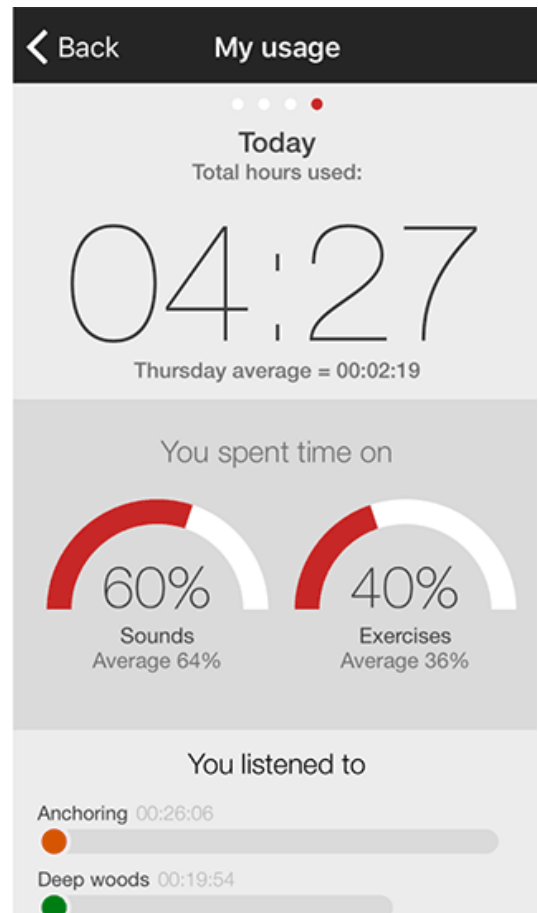 Back My usage
Today
Total hours used:
04:27
Thursday average = 00:02:19
You spent time on
60% 40%
Sounds Exercises
Average 64% Average 36%
You listened to
Anchoring 00:26:06
Deep woods 00:19:54